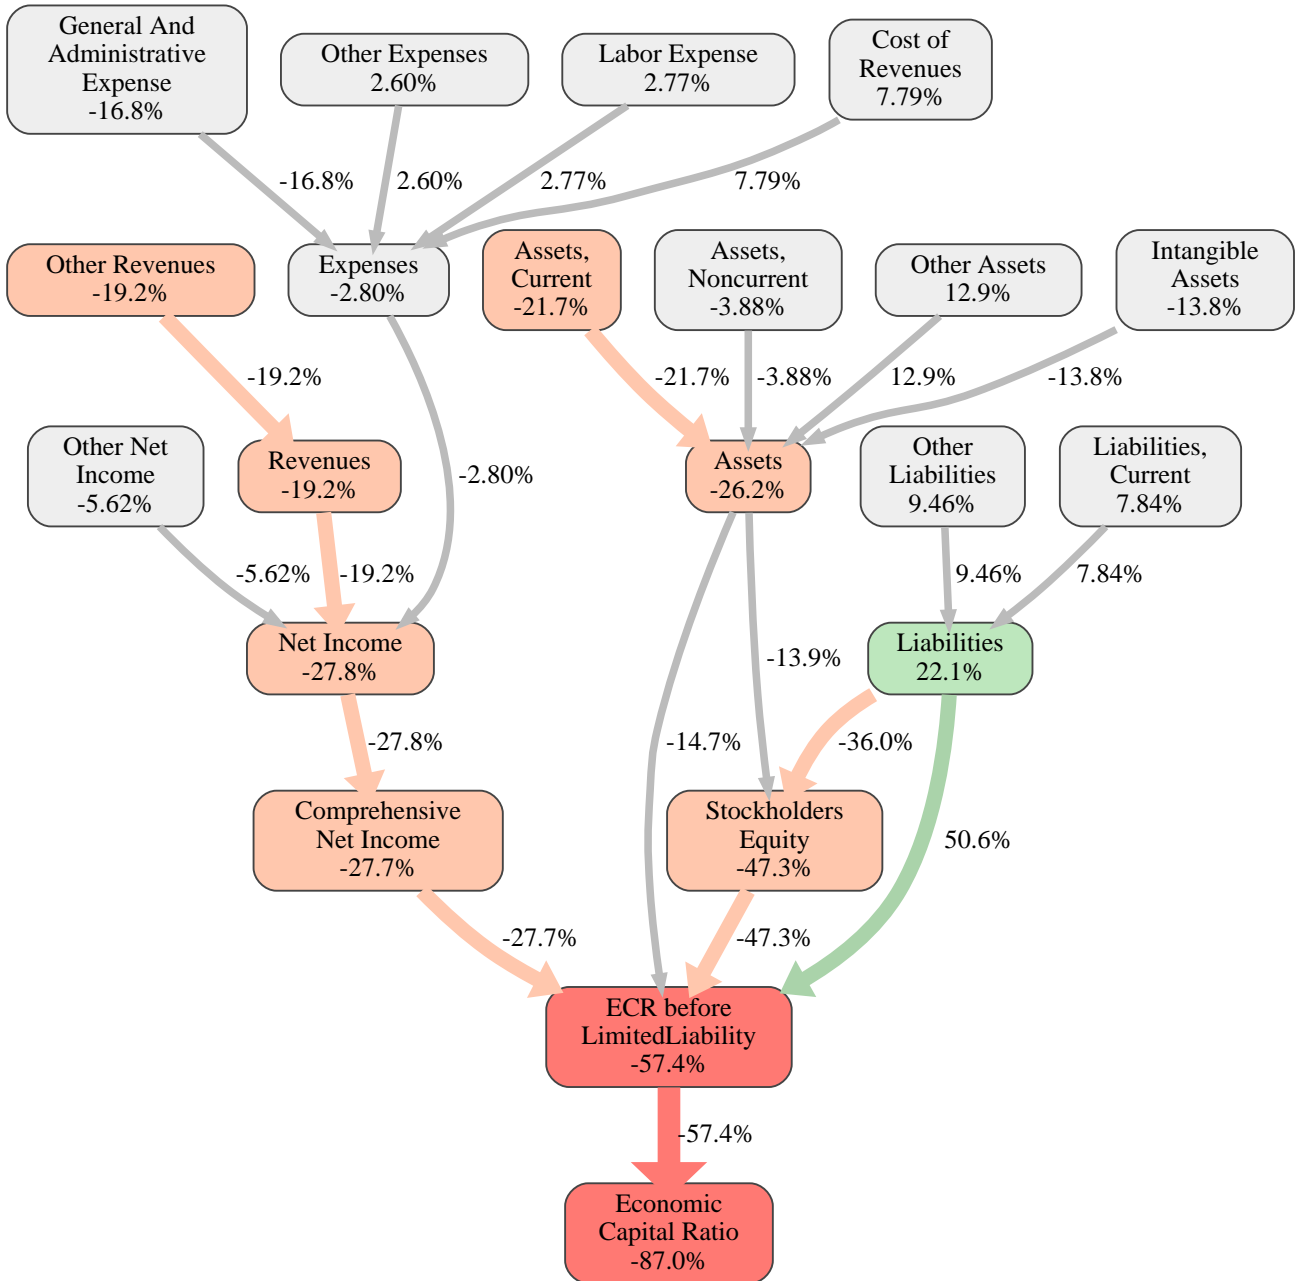 General And
Administrative
Expense
-16.8%
Other Expenses
2.60%
Labor Expense
2.77%
Cost of
Revenues
7.79%
-16.8%
2.60%
2.77%
7.79%
Other Revenues
-19.2%
Expenses
-2.80%
Assets,
Current
-21.7%
Assets,
Noncurrent
-3.88%
Other Assets
12.9%
Intangible
Assets
-13.8%
-19.2%
-21.7%
-3.88%
12.9%
-13.8%
Other Net
Income
-5.62%
Revenues
-19.2%
-2.80%
Assets
-26.2%
Other
Liabilities
9.46%
Liabilities,
Current
7.84%
-5.62%
-19.2%
9.46%
7.84%
Net Income
-27.8%
-13.9%
Liabilities
22.1%
-27.8%
-14.7%
-36.0%
Comprehensive
Net Income
-27.7%
Stockholders
Equity
-47.3%
50.6%
-27.7%
-47.3%
ECR before
LimitedLiability
-57.4%
-57.4%
Economic
Capital Ratio
-87.0%